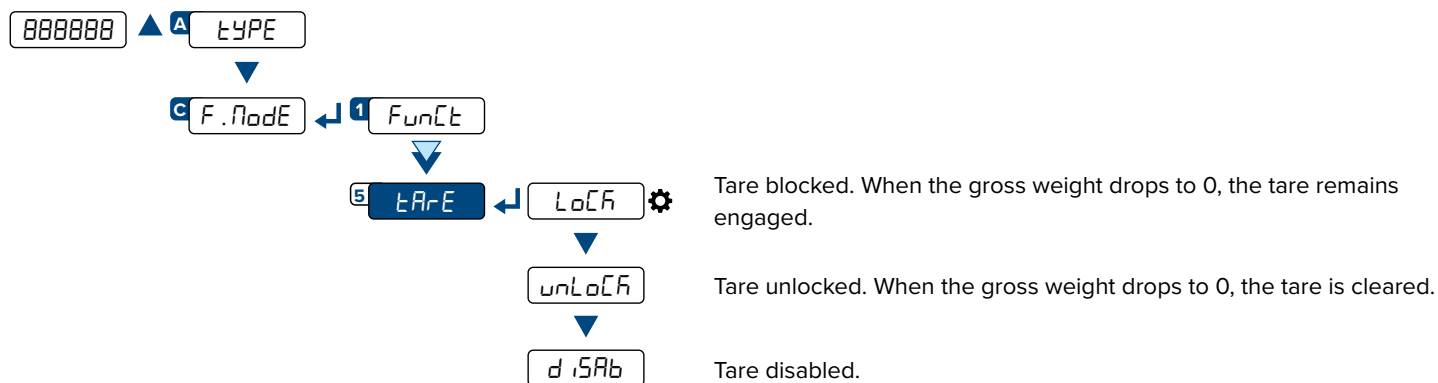 888888 A tYPE
C F.ModE 1 FunCt
5 tArE LoCK Tare blocked. When the gross weight drops to 0, the tare remains
engaged.
unLoCK Tare unlocked. When the gross weight drops to 0, the tare is cleared.
diSAb Tare disabled.